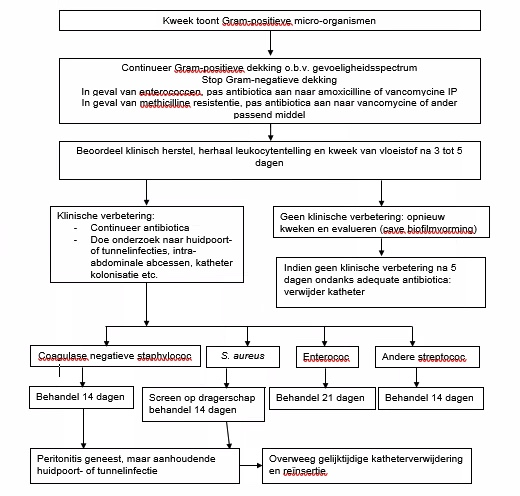 Kweek toont Gram-positieve micro-organismen
Continueer Gram-positieve dekking o.b.v. gevoeligheidsspectrum
Stop Gram-negatieve dekking
In geval van enterococcen, pas antibiotica aan naar amoxicilline of vancomycine IP
In geval van methicilline resistentie, pas antibiotica aan naar vancomycine of ander
passend middel
Beoordeel klinisch herstel, herhaal leukocytentelling en kweek van vloeistof na 3 tot 5
dagen
Klinische verbetering:
- Continueer antibiotica
- Doe onderzoek naar huidpoort-
of tunnelinfecties, intra-
abdominale abcessen, katheter
kolonisatie etc.
Geen klinische verbetering: opnieuw
kweken en evalueren (cave biofilmvorming)
Indien geen klinische verbetering na 5
dagen ondanks adequate antibiotica:
verwijder katheter
Coagulase negatieve staphylococ
S. aureus
Enterococ
Andere streptococ
Behandel 14 dagen
Screen op dragerschap
behandel 14 dagen
Behandel 21 dagen
Behandel 14 dagen
Peritonitis geneest, maar aanhoudende
huidpoort- of tunnelinfectie
Overweeg gelijktijdige katheterverwijdering
en reïnsertie